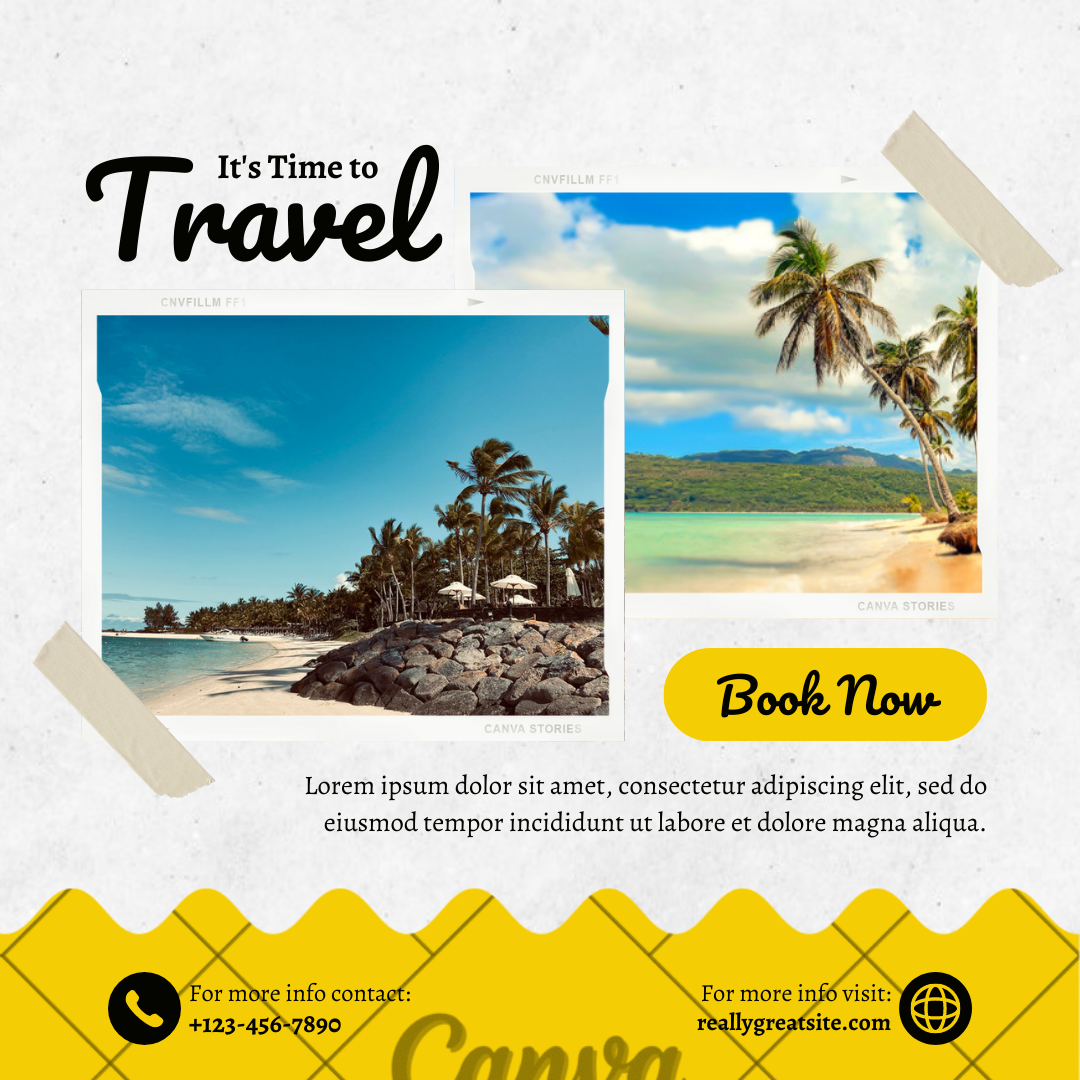 It's Time to
Travel
CNVFILLM FF1
CNVFILLM FF1
CANVA STORIES
CANVA STORIES
Book Now
Lorem ipsum dolor sit amet, consectetur adipiscing elit, sed do
eiusmod tempor incididunt ut labore et dolore magna aliqua.
For more info contact:
+123-456-7890
For more info visit:
reallygreatsite.com
Canva